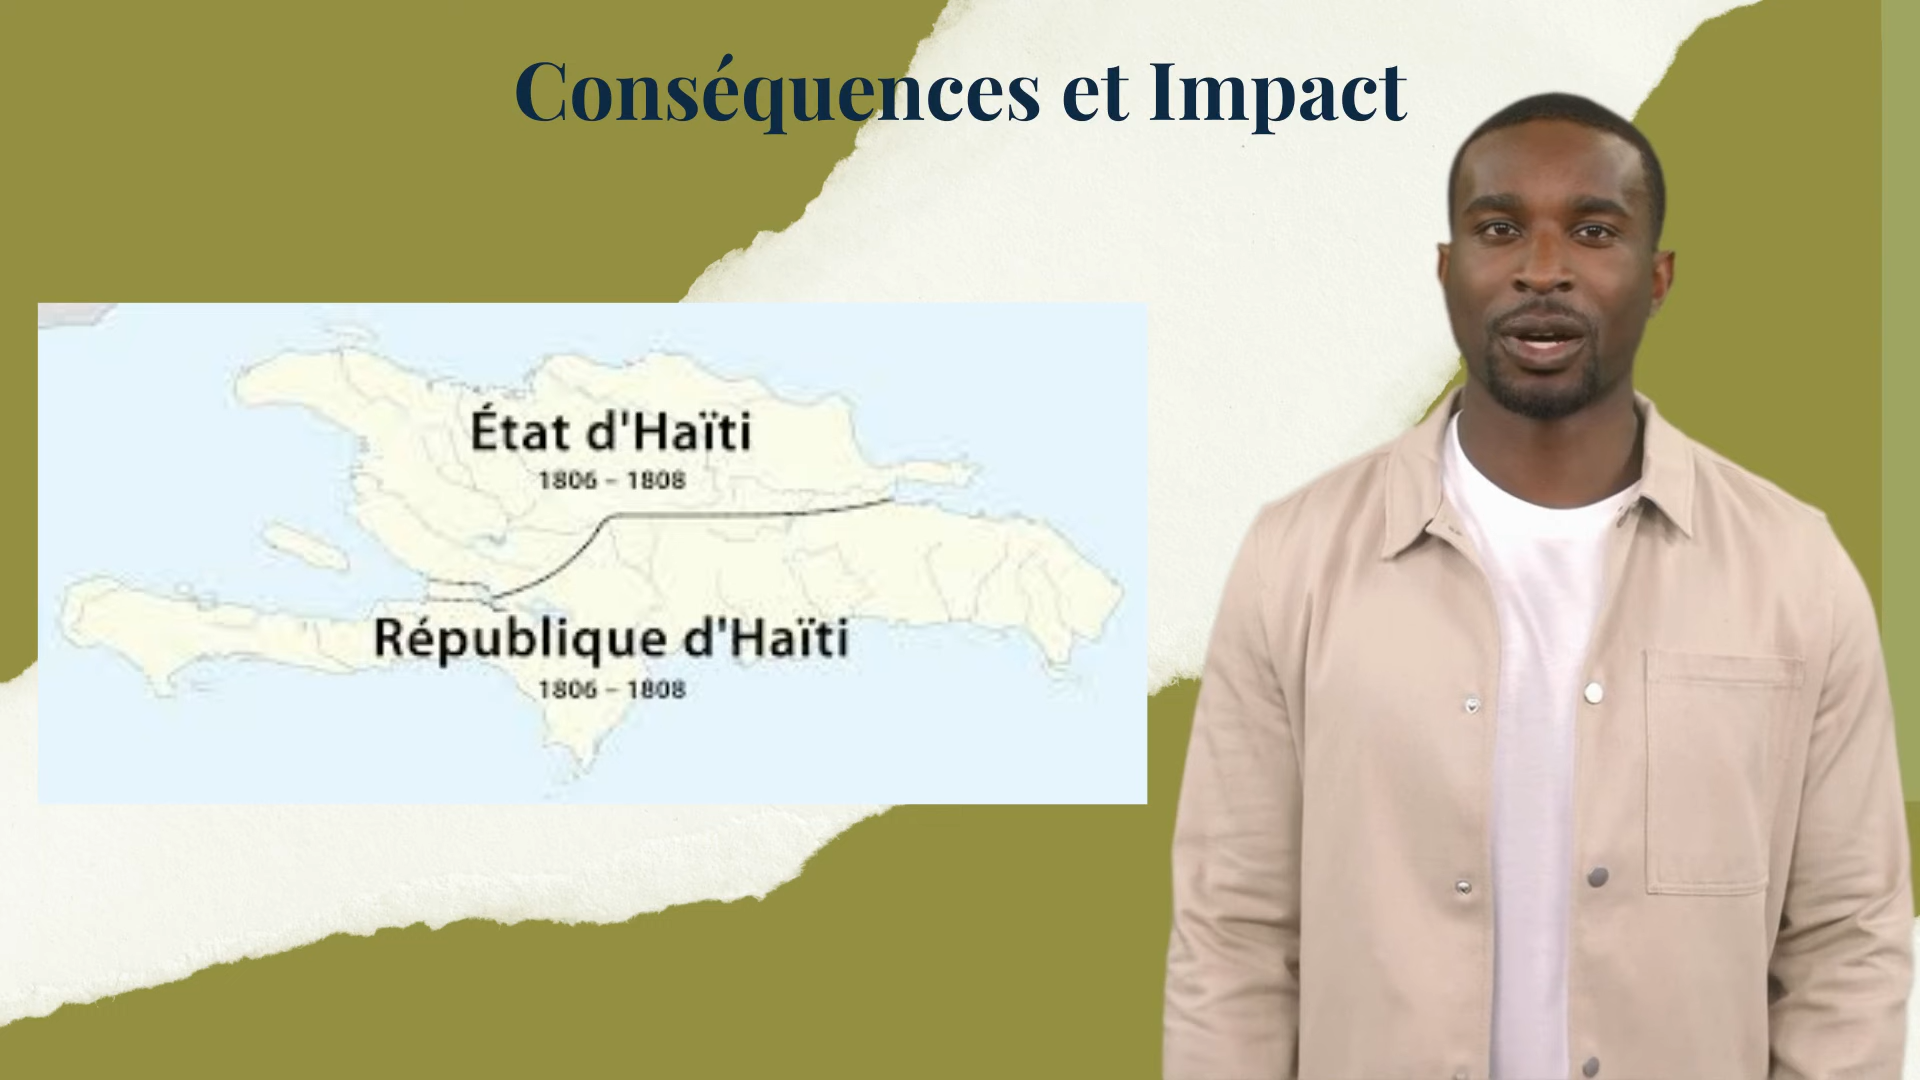 Conséquences et Impact
État d'Haïti
1806 – 1808
République d'Haïti
1806 – 1808